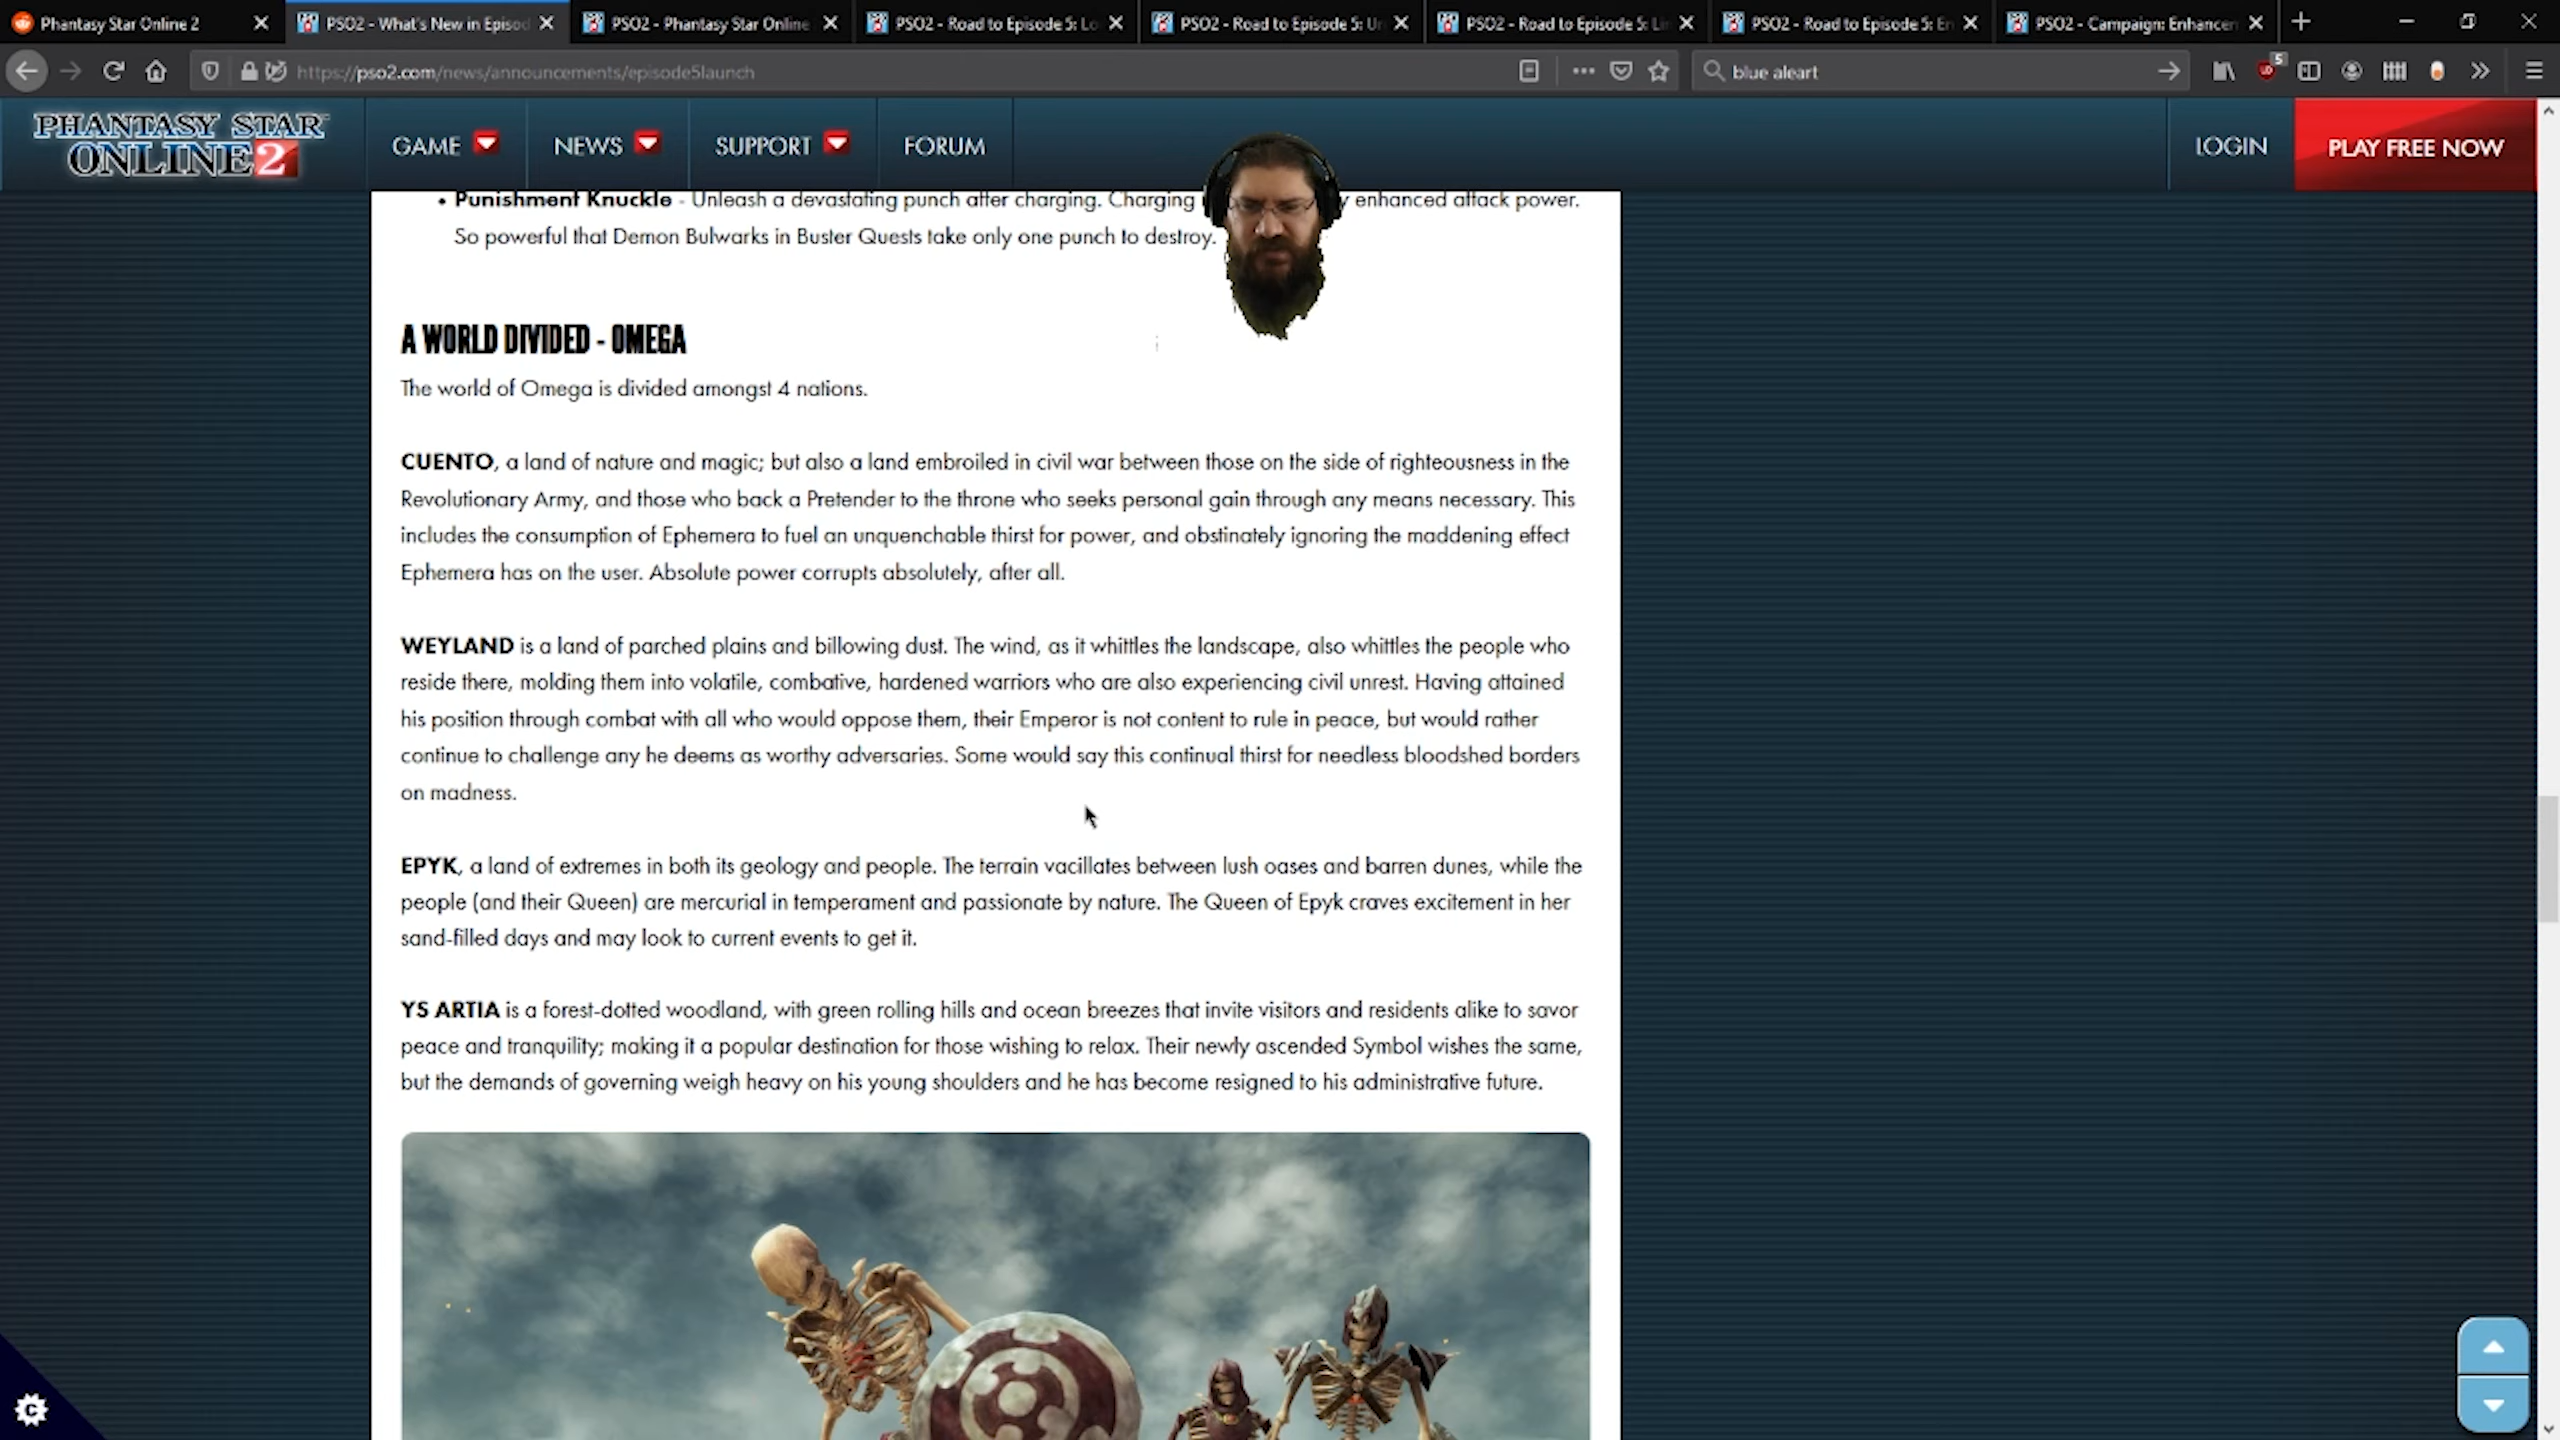 Phantasy Star Online 2
PSO2 - What's New in Episod
PSO2 - Phantasy Star Online
PSO2 - Road to Episode 5: Lo
PSO2 - Road to Episode 5: Un
PSO2 - Road to Episode 5: Lin
PSO2 - Road to Episode 5: En
PSO2 - Campaign: Enhancem
https://pso2.com/news/announcements/episode5launch
blue aleart
5
PHANTASY STAR
ONLINE 2
GAME
NEWS
SUPPORT
FORUM
LOGIN
PLAY FREE NOW
• Punishment Knuckle - Unleash a devastating punch after charging. Charging enhanced attack power.
So powerful that Demon Bulwarks in Buster Quests take only one punch to destroy.
A WORLD DIVIDED - OMEGA
The world of Omega is divided amongst 4 nations.
CUENTO, a land of nature and magic; but also a land embroiled in civil war between those on the side of righteousness in the
Revolutionary Army, and those who back a Pretender to the throne who seeks personal gain through any means necessary. This
includes the consumption of Ephemera to fuel an unquenchable thirst for power, and obstinately ignoring the maddening effect
Ephemera has on the user. Absolute power corrupts absolutely, after all.
WEYLAND is a land of parched plains and billowing dust. The wind, as it whittles the landscape, also whittles the people who
reside there, molding them into volatile, combative, hardened warriors who are also experiencing civil unrest. Having attained
his position through combat with all who would oppose them, their Emperor is not content to rule in peace, but would rather
continue to challenge any he deems as worthy adversaries. Some would say this continual thirst for needless bloodshed borders
on madness.
EPYK, a land of extremes in both its geology and people. The terrain vacillates between lush oases and barren dunes, while the
people (and their Queen) are mercurial in temperament and passionate by nature. The Queen of Epyk craves excitement in her
sand-filled days and may look to current events to get it.
YS ARTIA is a forest-dotted woodland, with green rolling hills and ocean breezes that invite visitors and residents alike to savor
peace and tranquility; making it a popular destination for those wishing to relax. Their newly ascended Symbol wishes the same,
but the demands of governing weigh heavy on his young shoulders and he has become resigned to his administrative future.